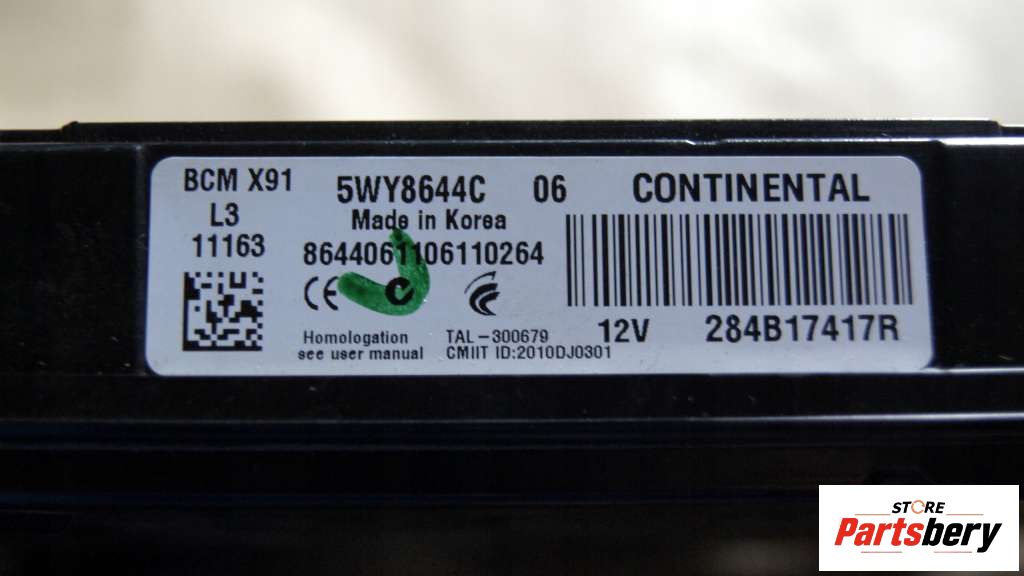 BCM X91
L3
11163
5WY8644C 06
Made in Korea
8644061106110264
CE
Homologation
see user manual
TAL-300679
CMIIT ID:2010DJ0301
CONTINENTAL
12V 284B17417R
STORE
Partsbery